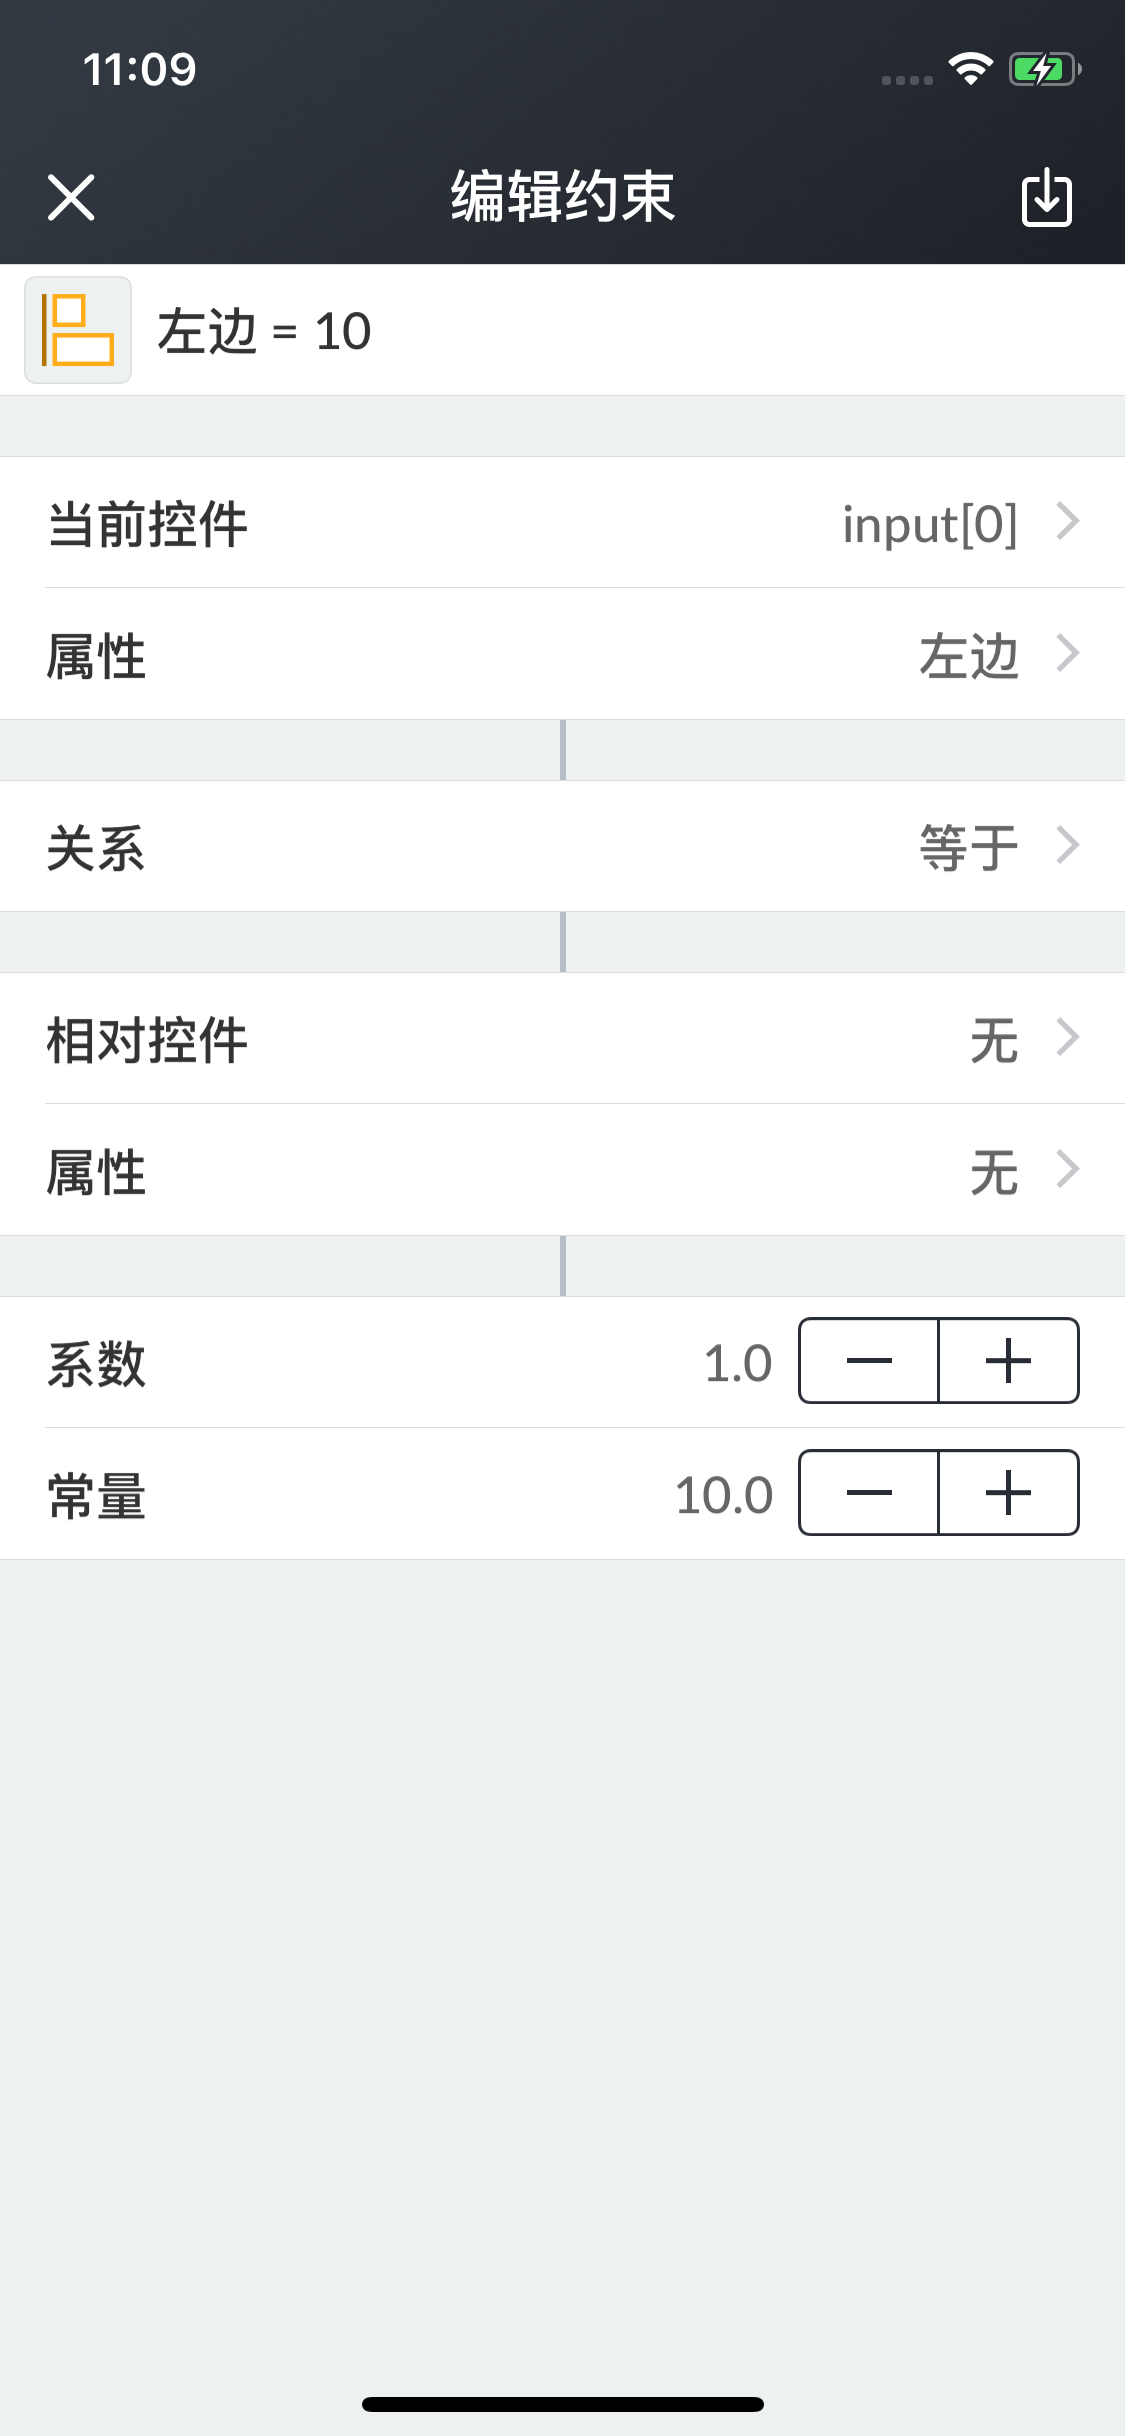 11:09
编辑约束
左边 = 10
当前控件 input[0]
属性 左边
关系 等于
相对控件 无
属性 无
系数 1.0
常量 10.0